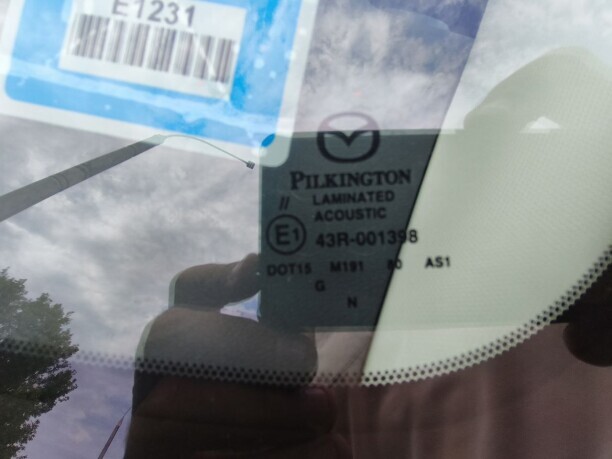 E1231
PILKINGTON
//
LAMINATED
ACOUSTIC
E1 43R-001398
DOT15 M191 AS1
G
N